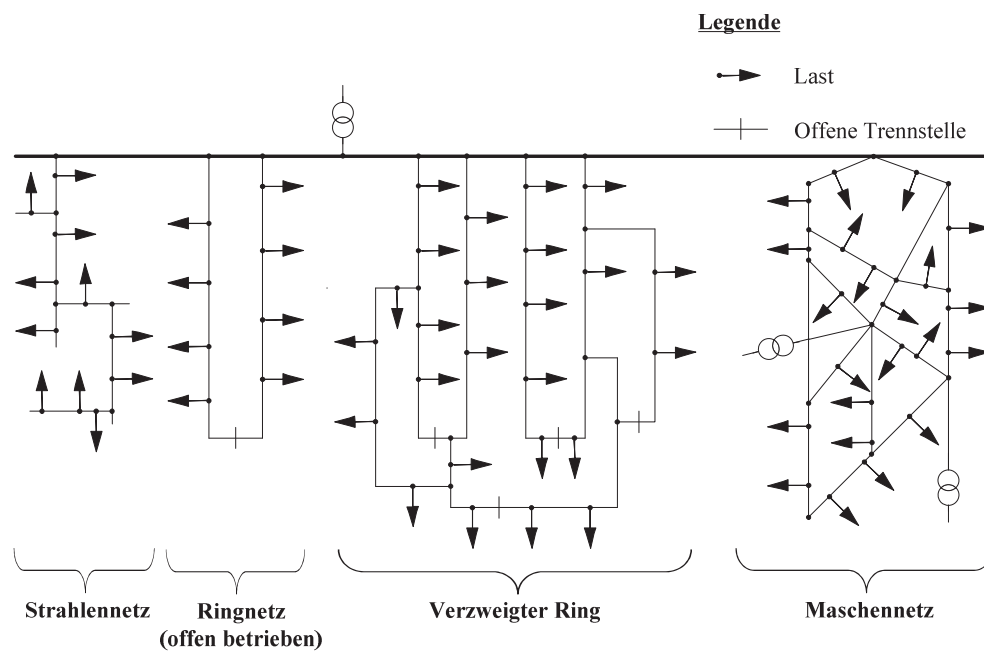 Legende
Last
Offene Trennstelle
Strahlennetz
Ringnetz
(offen betrieben)
Verzweigter Ring
Maschennetz